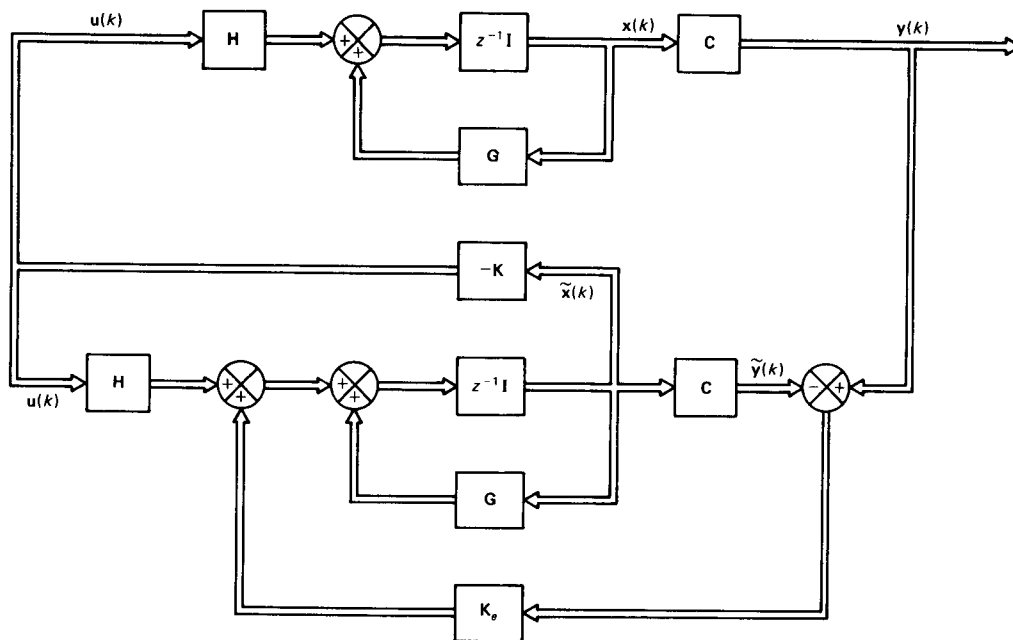 u(k)
H
+
+
z⁻¹I
x(k)
C
y(k)
G
−K
x̃(k)
u(k)
H
+
+
+
+
z⁻¹I
C
ỹ(k)
−
+
G
Kₑ